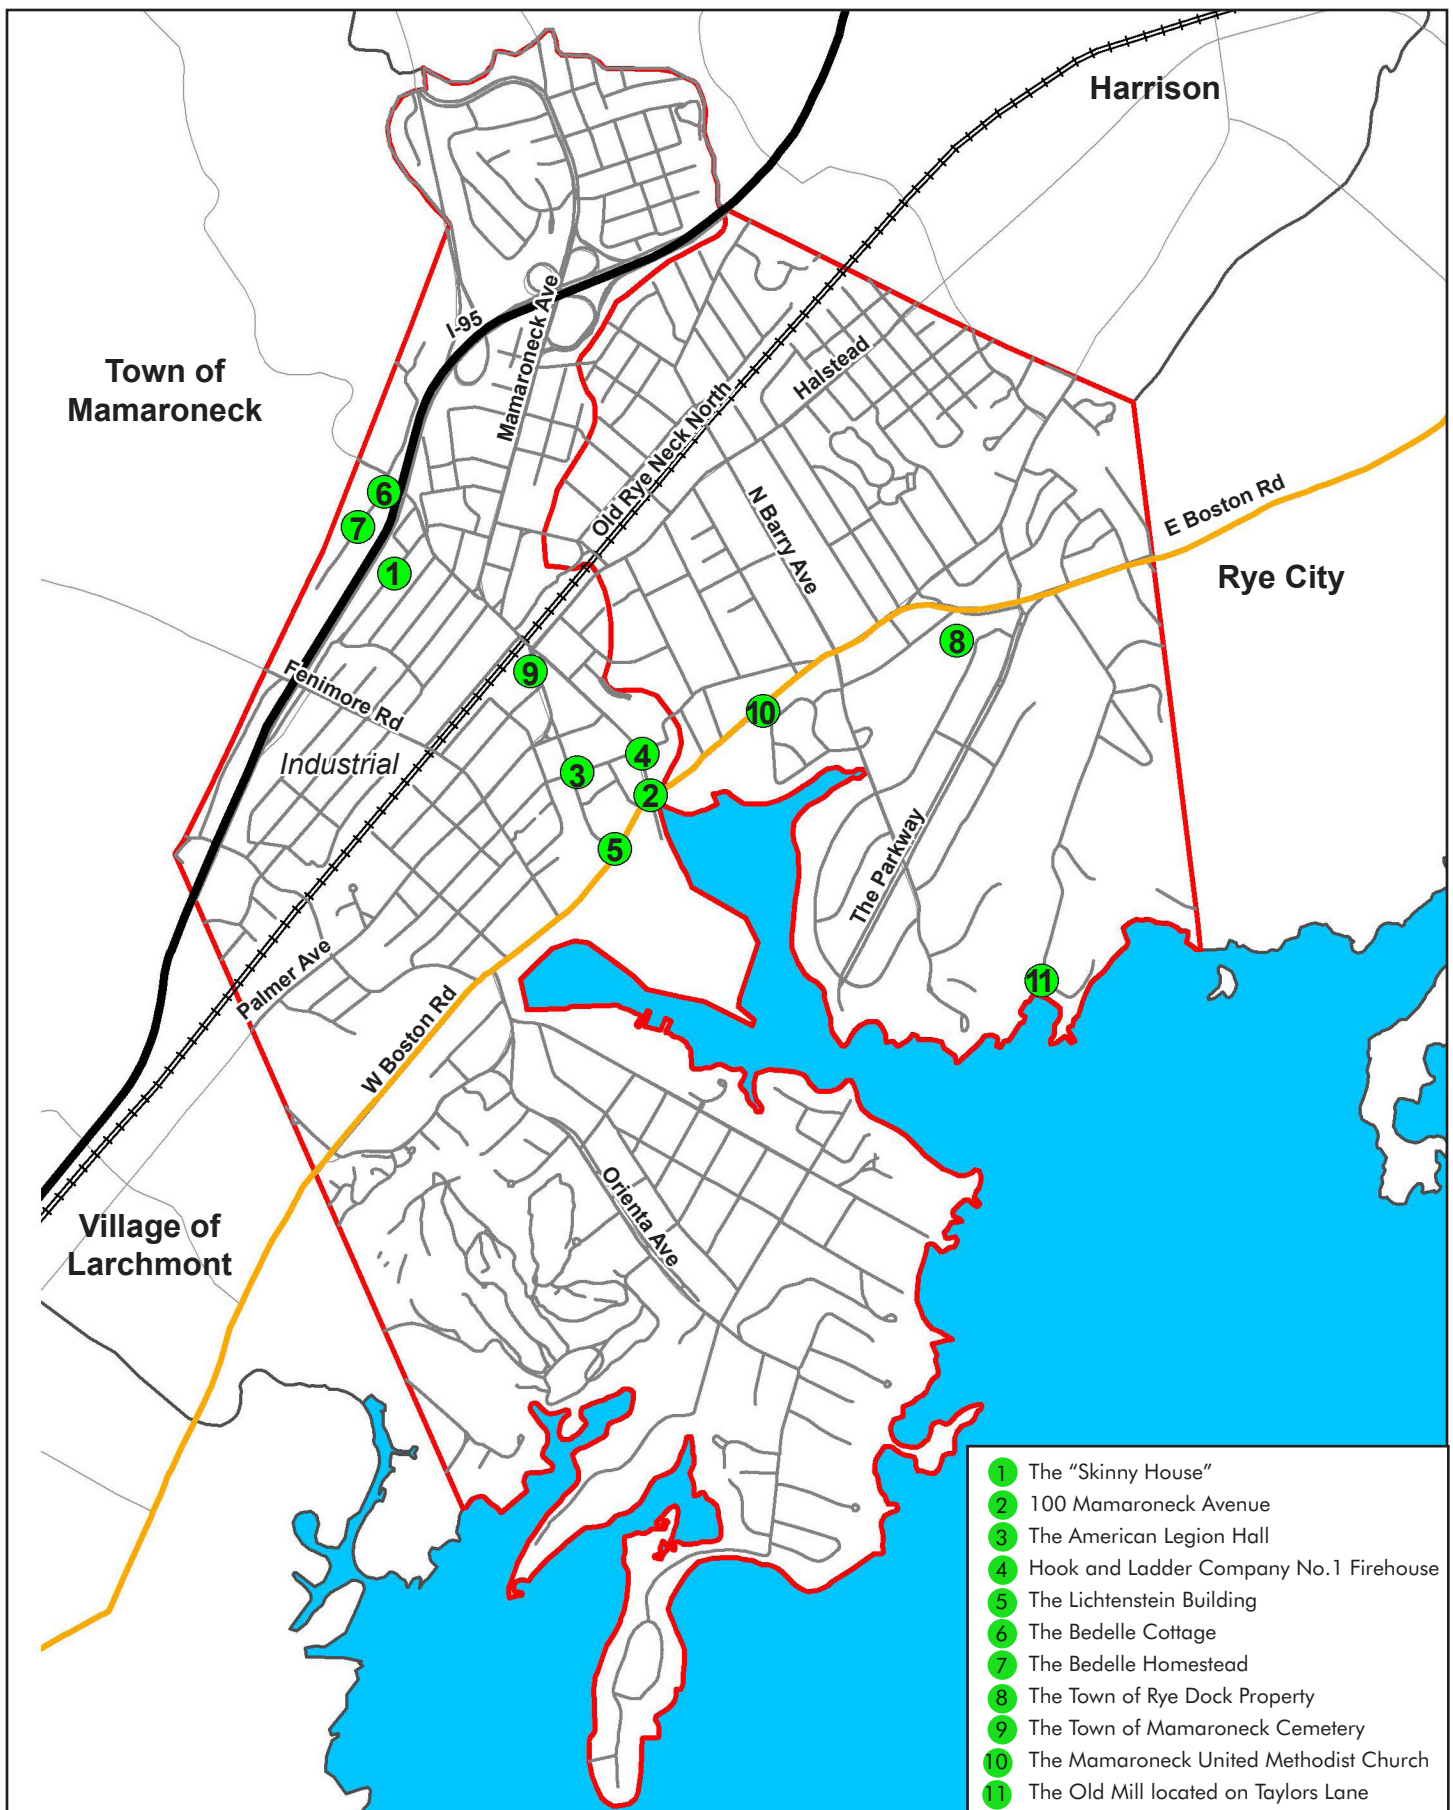 Harrison
I-95
Mamaroneck Ave
Town of
Mamaroneck
Halstead
Old Rye Neck North
6
7
1
N Barry Ave
E Boston Rd
Rye City
8
9
Fenimore Rd
10
Industrial
4
3
2
5
The Parkway
11
Palmer Ave
W Boston Rd
Orienta Ave
Village of
Larchmont
1 The “Skinny House”
2 100 Mamaroneck Avenue
3 The American Legion Hall
4 Hook and Ladder Company No.1 Firehouse
5 The Lichtenstein Building
6 The Bedelle Cottage
7 The Bedelle Homestead
8 The Town of Rye Dock Property
9 The Town of Mamaroneck Cemetery
10 The Mamaroneck United Methodist Church
11 The Old Mill located on Taylors Lane